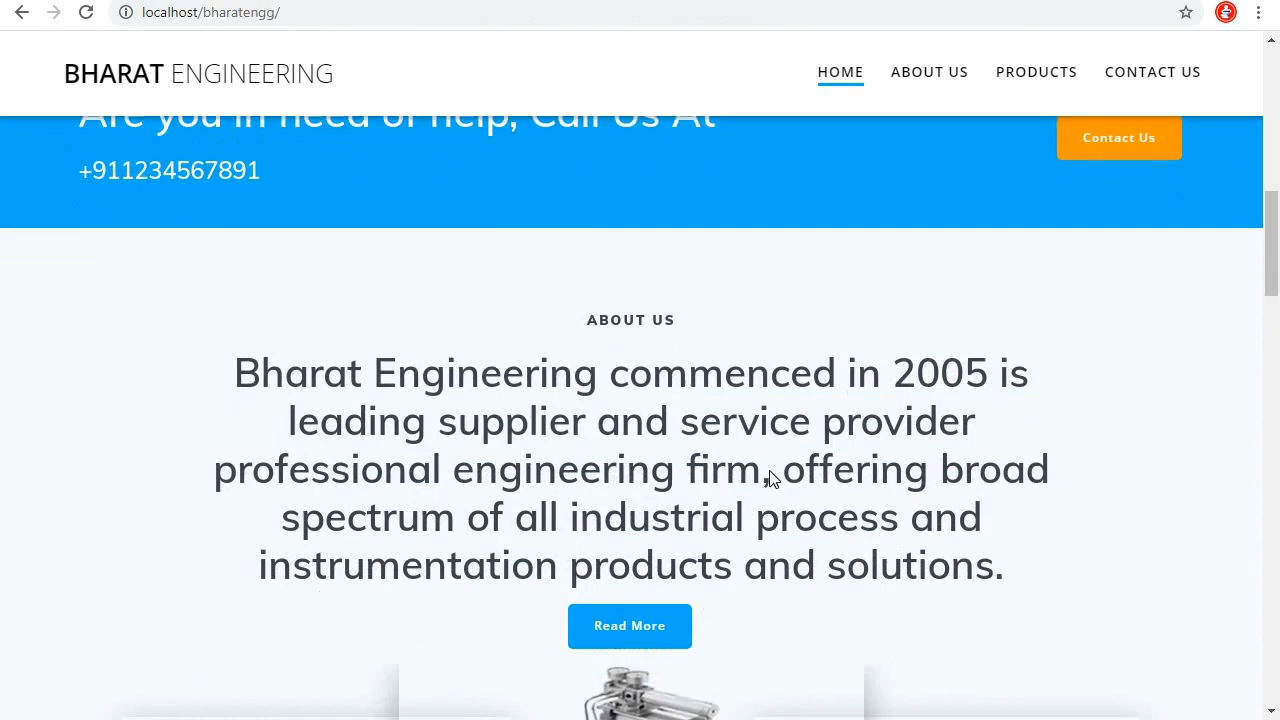 localhost/bharatengg/
BHARAT ENGINEERING
HOME ABOUT US PRODUCTS CONTACT US
Are you in need of help, Call Us At
Contact Us
+911234567891
ABOUT US
Bharat Engineering commenced in 2005 is
leading supplier and service provider
professional engineering firm, offering broad
spectrum of all industrial process and
instrumentation products and solutions.
Read More